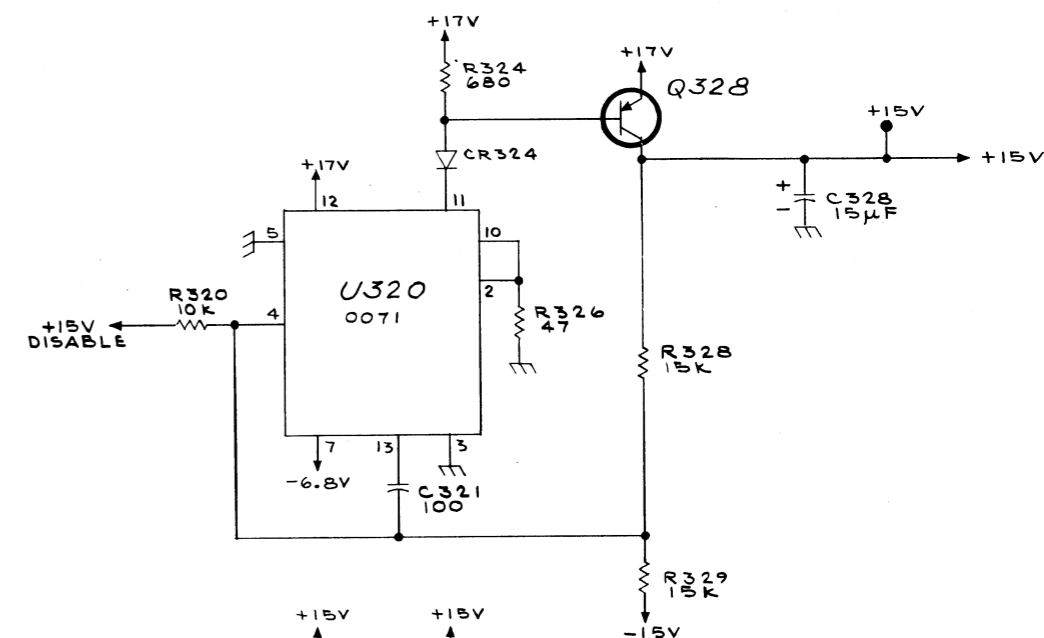 +17V
R324
680
+17V
Q328
+15V
CR324
+15V
+17V
12
11
+
-
C328
15μF
5
10
U320
0071
2
R320
10K
4
R326
47
+15V
DISABLE
R328
15K
7
13
3
-6.8V
C321
100
R329
15K
+15V
+15V
-15V